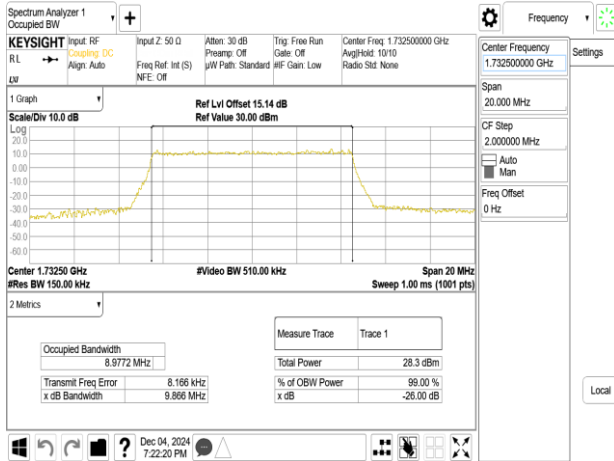 Spectrum Analyzer 1
Occupied BW
Frequency
KEYSIGHT
Input: RF
Coupling: DC
Align: Auto
Input Z: 50 Ω
Freq Ref: Int (S)
NFE: Off
Atten: 30 dB
Preamp: Off
µW Path: Standard
Trig: Free Run
Gate: Off
#IF Gain: Low
Center Freq: 1.732500000 GHz
Avg|Hold: 10/10
Radio Std: None
RL
LXI
Center Frequency
1.732500000 GHz
Settings
Span
20.000 MHz
CF Step
2.000000 MHz
Auto
Man
Freq Offset
0 Hz
Local
1 Graph
Scale/Div 10.0 dB
Ref Lvl Offset 15.14 dB
Ref Value 30.00 dBm
Log
20.0
10.0
0.00
-10.0
-20.0
-30.0
-40.0
-50.0
-60.0
Center 1.73250 GHz
#Video BW 510.00 kHz
Span 20 MHz
#Res BW 150.00 kHz
Sweep 1.00 ms (1001 pts)
2 Metrics
Measure Trace Trace 1
Occupied Bandwidth
8.9772 MHz
Total Power 28.3 dBm
Transmit Freq Error 8.166 kHz
% of OBW Power 99.00 %
x dB Bandwidth 9.866 MHz
x dB -26.00 dB
?
Dec 04, 2024
7:22:20 PM